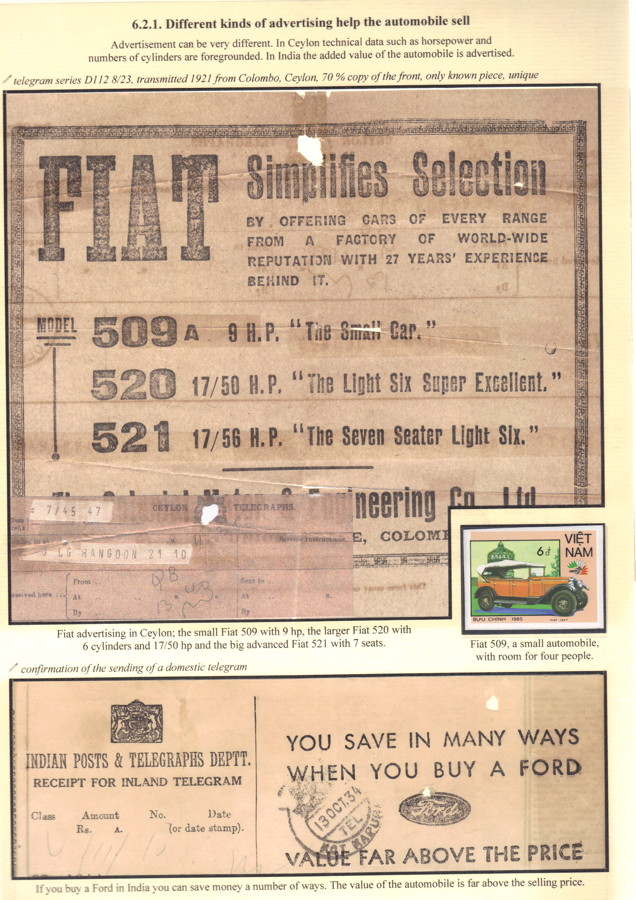 6.2.1. Different kinds of advertising help the automobile sell
Advertisement can be very different. In Ceylon technical data such as horsepower and
numbers of cylinders are foregrounded. In India the added value of the automobile is advertised.
telegram series D112 8/23, transmitted 1921 from Colombo, Ceylon, 70 % copy of the front, only known piece, unique
FIAT Simplifies Selection
BY OFFERING CARS OF EVERY RANGE
FROM A FACTORY OF WORLD-WIDE
REPUTATION WITH 27 YEARS' EXPERIENCE
BEHIND IT.
MODEL 509 A 9 H.P. "The Small Car."
520 17/50 H.P. "The Light Six Super Excellent."
521 17/56 H.P. "The Seven Seater Light Six."
Engineering Co., Ltd.
7/45 47
CEYLON TELEGRAPHS.
RANGOON 21 10
From
Sent to
At
At
By
By
VIỆT
NAM
6đ
BƯU CHÍNH 1985
Fiat advertising in Ceylon; the small Fiat 509 with 9 hp, the larger Fiat 520 with
6 cylinders and 17/50 hp and the big advanced Fiat 521 with 7 seats.
Fiat 509, a small automobile,
with room for four people.
confirmation of the sending of a domestic telegram
INDIAN POSTS & TELEGRAPHS DEPTT.
RECEIPT FOR INLAND TELEGRAM
Class Amount No. Date
Rs. A. (or date stamp).
YOU SAVE IN MANY WAYS
WHEN YOU BUY A FORD
Ford
13 OCT. 34
TEL
VALUE FAR ABOVE THE PRICE
If you buy a Ford in India you can save money a number of ways. The value of the automobile is far above the selling price.